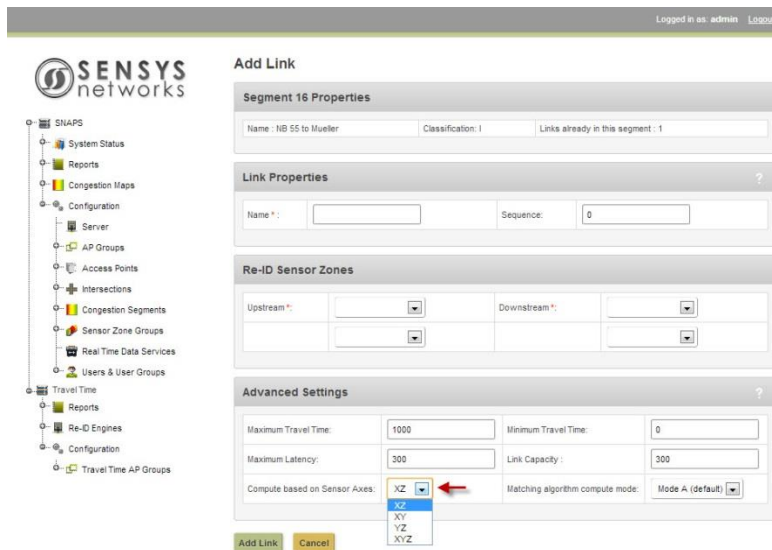 Logged in as: admin Logou
SENSYS
networks
SNAPS
System Status
Reports
Congestion Maps
Configuration
Server
AP Groups
Access Points
Intersections
Congestion Segments
Sensor Zone Groups
Real Time Data Services
Users & User Groups
Travel Time
Reports
Re-ID Engines
Configuration
Travel Time AP Groups
Add Link
Segment 16 Properties
Name : NB 55 to Mueller Classification: I Links already in this segment : 1
Link Properties ?
Name * : Sequence: 0
Re-ID Sensor Zones
Upstream *: Downstream *:
Advanced Settings ?
Maximum Travel Time: 1000 Minimum Travel Time: 0
Maximum Latency: 300 Link Capacity : 300
Compute based on Sensor Axes: XZ Matching algorithm compute mode: Mode A (default)
XZ
XY
YZ
XYZ
Add Link Cancel